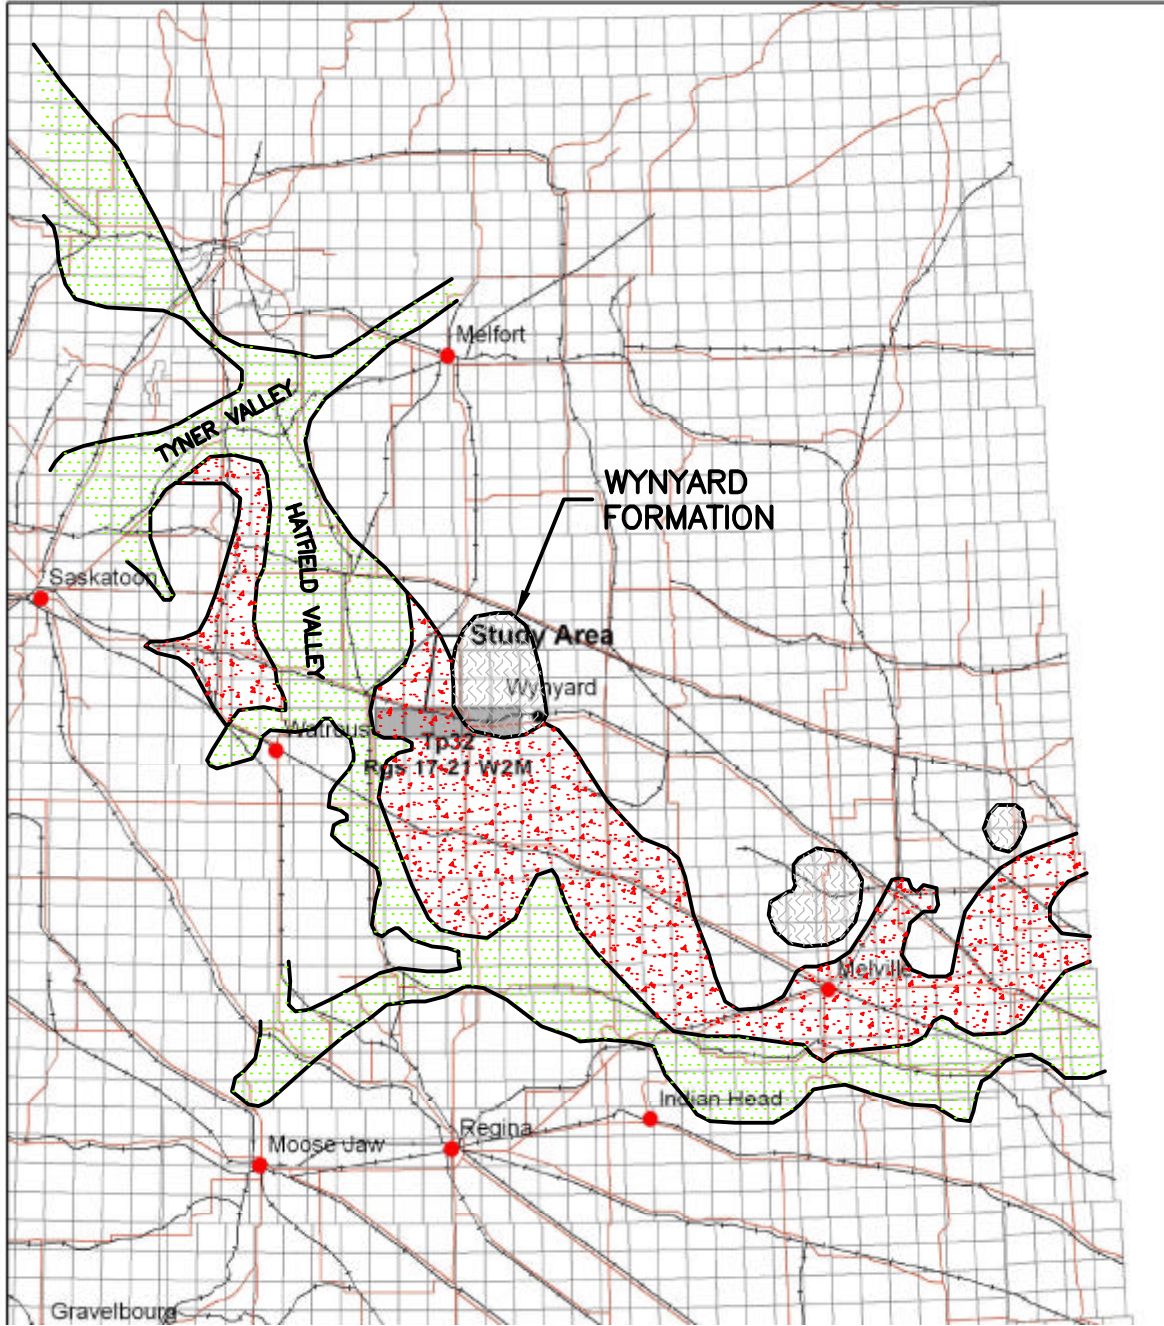 Melfort
TYNER VALLEY
WYNYARD
FORMATION
HATFIELD VALLEY
Saskatoon
Study Area
Wynyard
Watrous
Tp32
Rgs 17-21 W2M
Melville
Indian Head
Regina
Moose Jaw
Gravelbourg